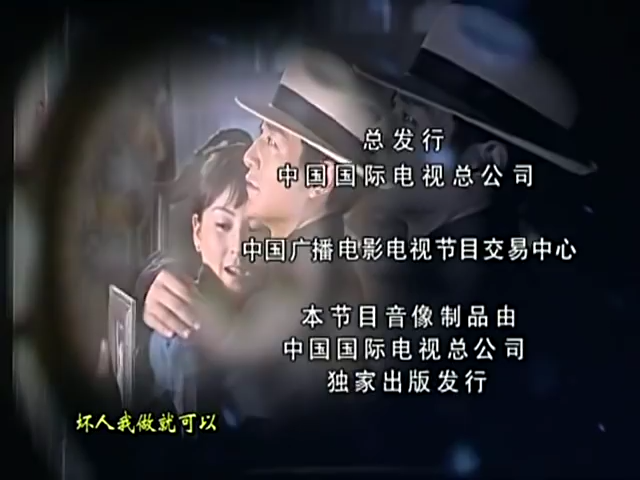 总发行
中国国际电视总公司
中国广播电影电视节目交易中心
本节目音像制品由
中国国际电视总公司
独家出版发行
坏人我做就可以